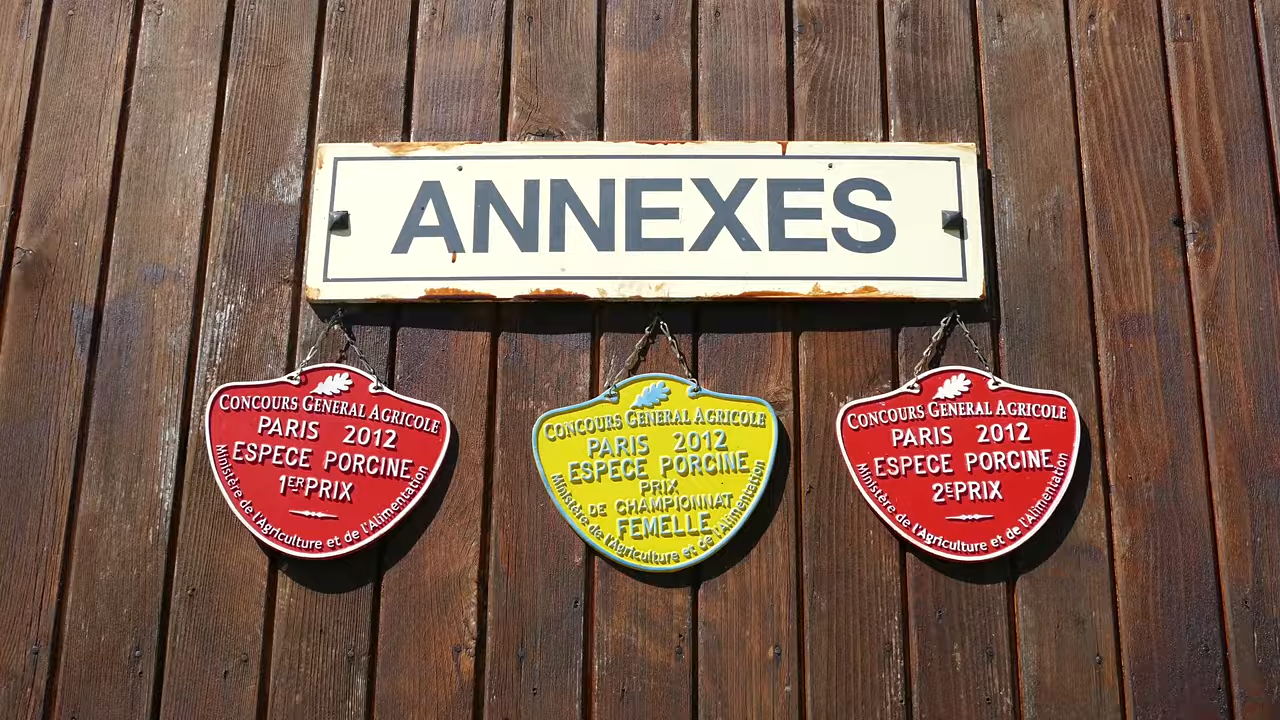 ANNEXES
CONCOURS GENERAL AGRICOLE
PARIS 2012
ESPECE PORCINE
1ER PRIX
Ministère de l'Agriculture et de l'Alimentation
CONCOURS GENERAL AGRICOLE
PARIS 2012
ESPECE PORCINE
PRIX
DE CHAMPIONNAT
FEMELLE
Ministère de l'Agriculture et de l'Alimentation
CONCOURS GENERAL AGRICOLE
PARIS 2012
ESPECE PORCINE
2E PRIX
Ministère de l'Agriculture et de l'Alimentation